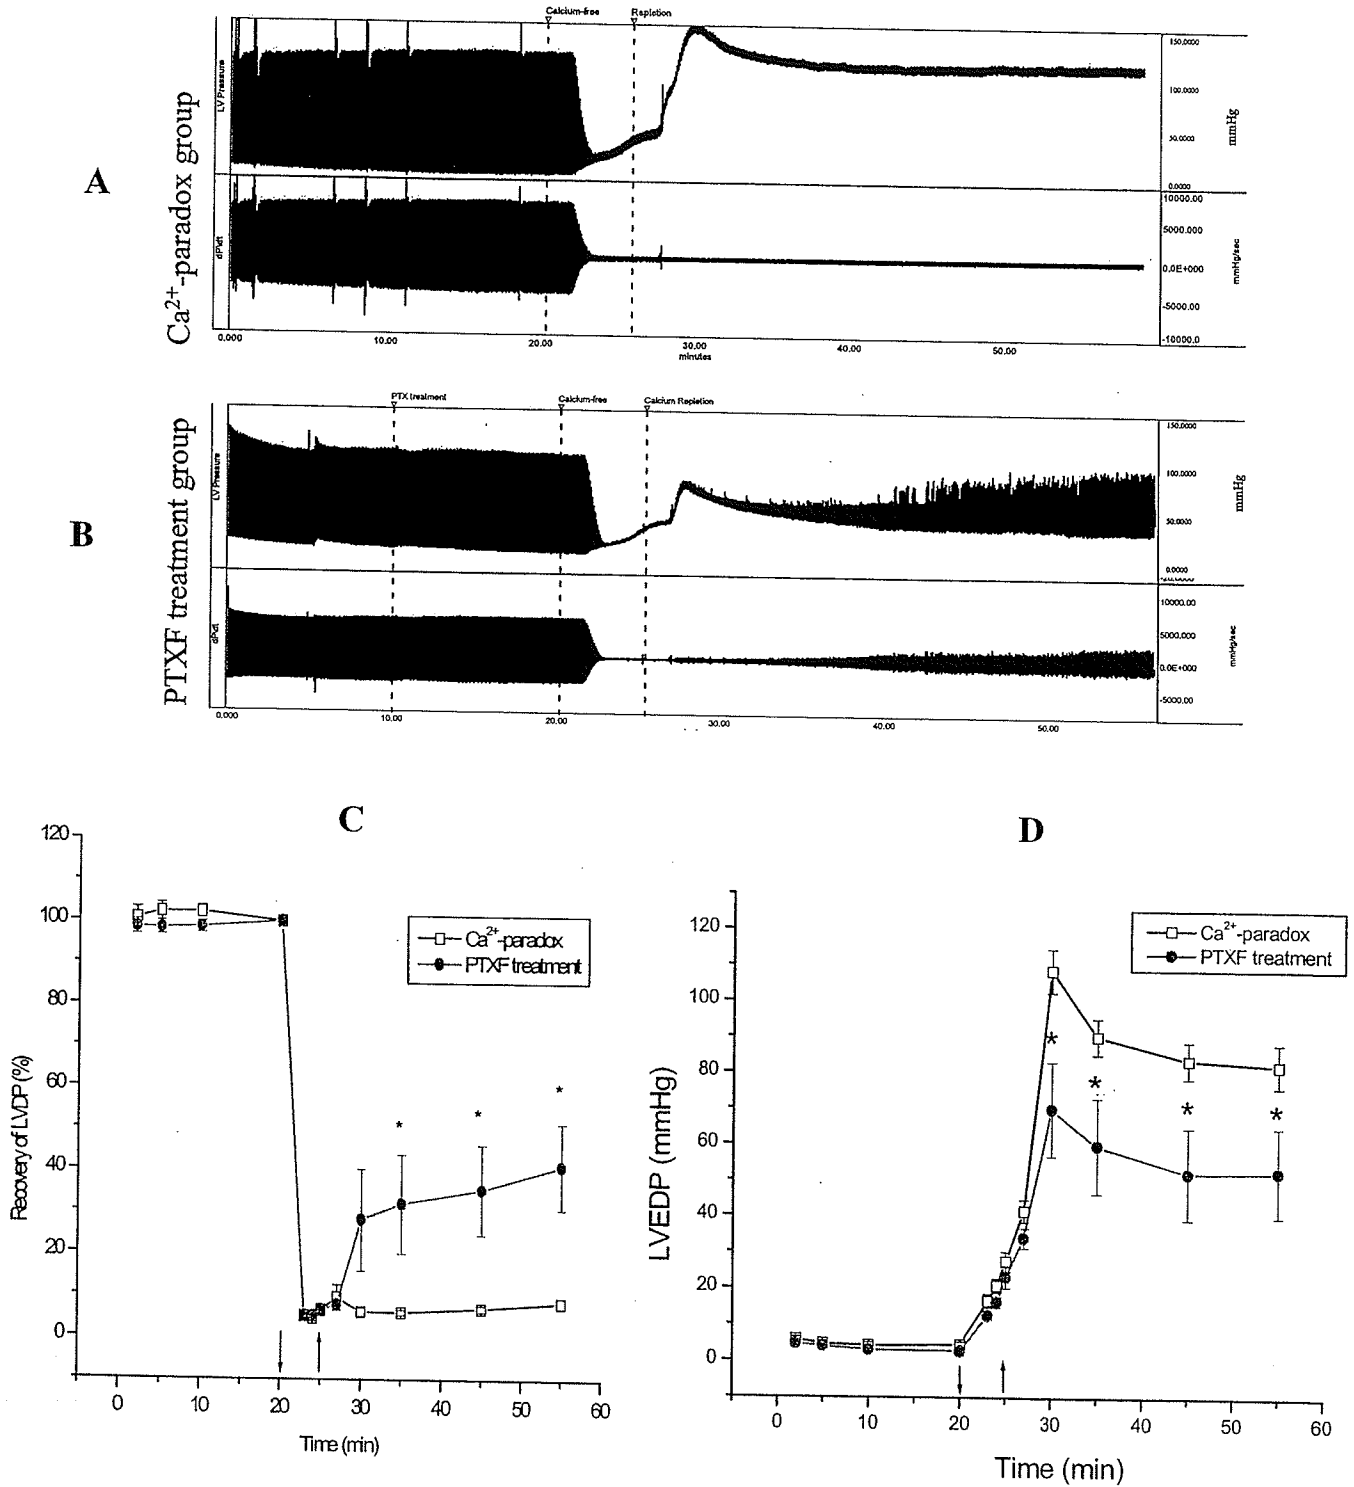 A
Ca2+-paradox group
Calcium-free
Repletion
LV Pressure
150.0000
100.0000
50.0000
0.0000
mmHg
dP/dt
10000.00
5000.000
0.0E+000
-5000.00
-10000.0
mmHg/sec
0.000
10.00
20.00
30.00
40.00
50.00
minutes
B
PTXF treatment group
PTX treatment
Calcium-free
Calcium Repletion
LV Pressure
150.0000
100.0000
50.0000
0.0000
mmHg
dP/dt
10000.00
5000.000
0.0E+000
-5000.00
mmHg/sec
0.000
10.00
20.00
30.00
40.00
50.00
C
Recovery of LVDP (%)
120
100
80
60
40
20
0
Ca2+-paradox
PTXF treatment
*
*
*
0
10
20
30
40
50
60
Time (min)
D
LVEDP (mmHg)
120
100
80
60
40
20
0
Ca2+-paradox
PTXF treatment
*
*
*
*
0
10
20
30
40
50
60
Time (min)